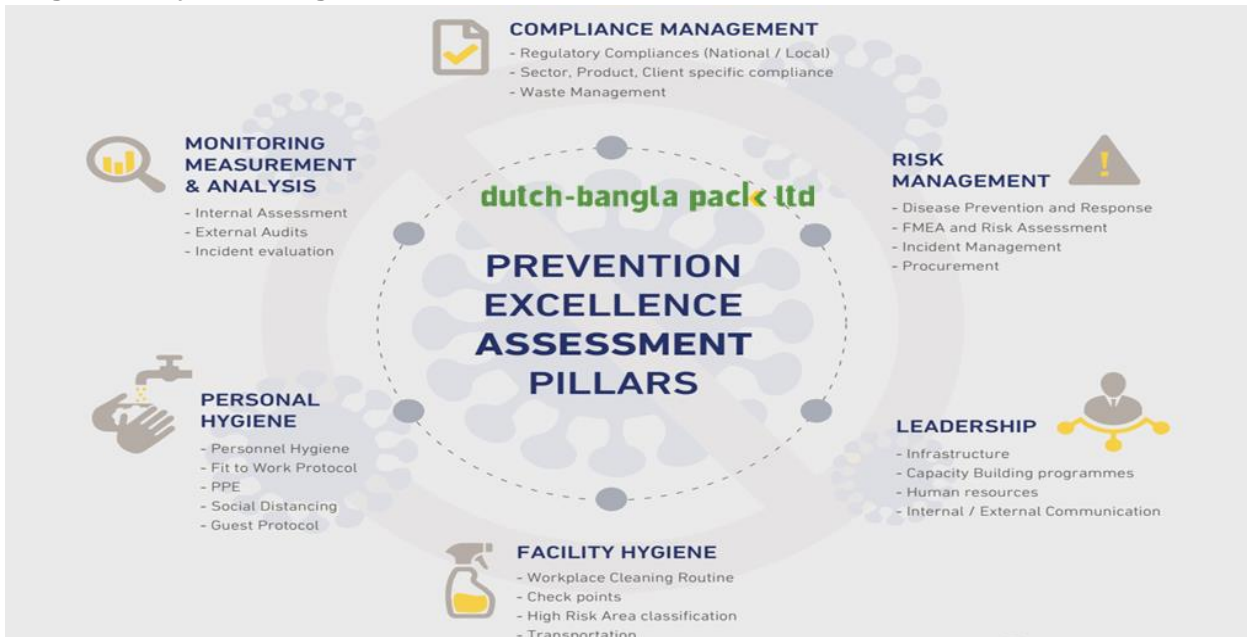 COMPLIANCE MANAGEMENT
- Regulatory Compliances (National / Local)
- Sector, Product, Client specific compliance
- Waste Management
MONITORING
MEASUREMENT
& ANALYSIS
- Internal Assessment
- External Audits
- Incident evaluation
RISK
MANAGEMENT
- Disease Prevention and Response
- FMEA and Risk Assessment
- Incident Management
- Procurement
dutch-bangla pack ltd
PREVENTION
EXCELLENCE
ASSESSMENT
PILLARS
PERSONAL
HYGIENE
- Personnel Hygiene
- Fit to Work Protocol
- PPE
- Social Distancing
- Guest Protocol
LEADERSHIP
- Infrastructure
- Capacity Building programmes
- Human resources
- Internal / External Communication
FACILITY HYGIENE
- Workplace Cleaning Routine
- Check points
- High Risk Area classification
- Transportation